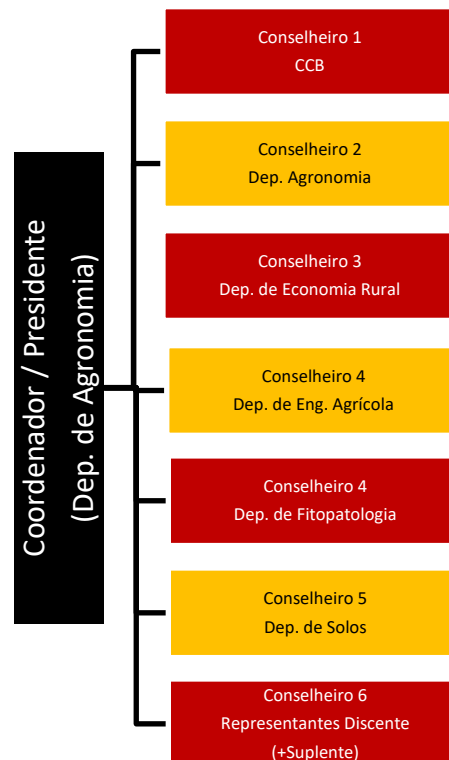 Coordenador / Presidente
(Dep. de Agronomia)
Conselheiro 1
CCB
Conselheiro 2
Dep. Agronomia
Conselheiro 3
Dep. de Economia Rural
Conselheiro 4
Dep. de Eng. Agrícola
Conselheiro 4
Dep. de Fitopatologia
Conselheiro 5
Dep. de Solos
Conselheiro 6
Representantes Discente
(+Suplente)